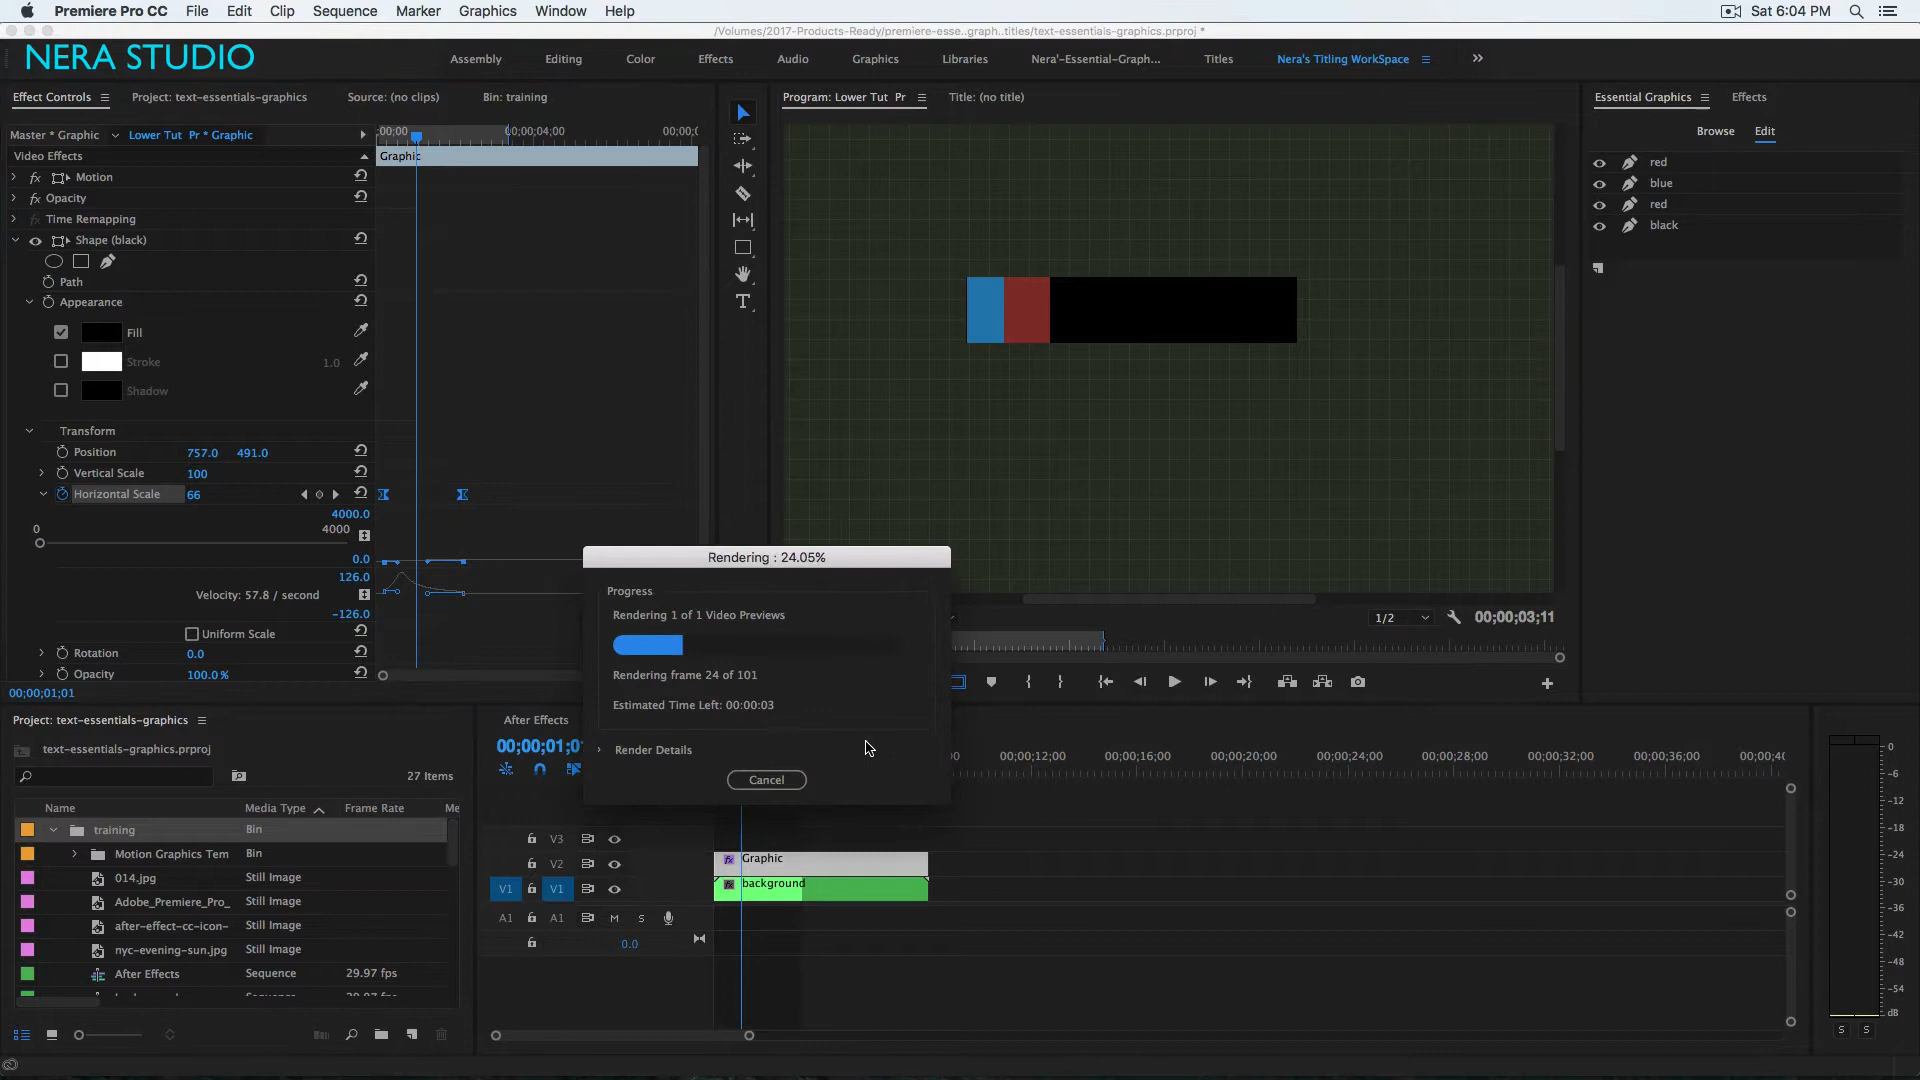 Premiere Pro CC File Edit Clip Sequence Marker Graphics Window Help Sat 6:04 PM
/Volumes/2017-Products-Ready/premiere-esse..graph..titles/text-essentials-graphics.prproj *
NERA STUDIO
Assembly Editing Color Effects Audio Graphics Libraries Nera'-Essential-Graph... Titles Nera's Titling WorkSpace
Effect Controls Project: text-essentials-graphics Source: (no clips) Bin: training
Program: Lower Tut Pr Title: (no title)
Essential Graphics Effects
Browse Edit
red
blue
red
black
Master * Graphic Lower Tut Pr * Graphic
;00;00 00;00;04;00
Video Effects
Graphic
fx Motion
fx Opacity
fx Time Remapping
Shape (black)
Path
Appearance
Fill
Stroke 1.0
Shadow
Transform
Position 757.0 491.0
Vertical Scale 100
Horizontal Scale 66
4000.0
0 4000
0.0
126.0
Velocity: 57.8 / second
-126.0
Uniform Scale
Rotation 0.0
Opacity 100.0 %
00;00;01;01
Rendering : 24.05%
Progress
Rendering 1 of 1 Video Previews
Rendering frame 24 of 101
Estimated Time Left: 00:00:03
Render Details
Cancel
1/2 00;00;03;11
Project: text-essentials-graphics
text-essentials-graphics.prproj
27 Items
Name Media Type Frame Rate Me
training Bin
Motion Graphics Tem Bin
014.jpg Still Image
Adobe_Premiere_Pro_ Still Image
after-effect-cc-icon- Still Image
nyc-evening-sun.jpg Still Image
After Effects Sequence 29.97 fps
After Effects
00;00;01;0
00;00;12;00 00;00;16;00 00;00;20;00 00;00;24;00 00;00;28;00 00;00;32;00 00;00;36;00 00;00;40
V3
V2
fx Graphic
V1 V1
fx background
A1 A1 M S
0.0
0
-6
-12
-18
-24
-30
-36
-42
-48
-54
dB
S S